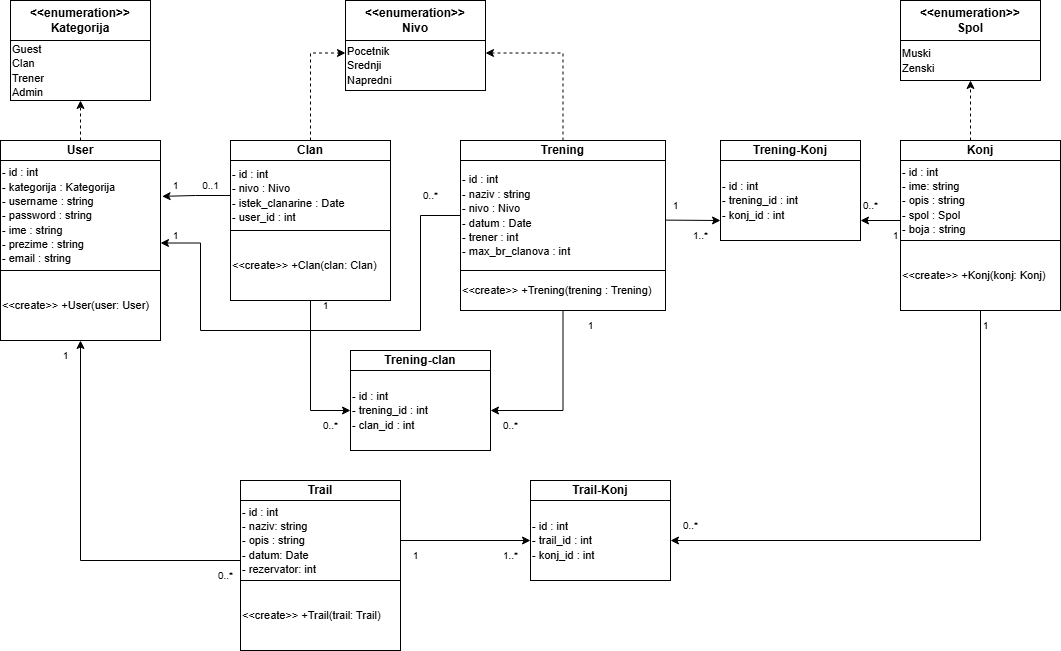 <<enumeration>>
Kategorija
Guest
Clan
Trener
Admin
<<enumeration>>
Nivo
Pocetnik
Srednji
Napredni
<<enumeration>>
Spol
Muski
Zenski
User
- id : int
- kategorija : Kategorija
- username : string
- password : string
- ime : string
- prezime : string
- email : string
<<create>> +User(user: User)
1
0..1
1
Clan
- id : int
- nivo : Nivo
- istek_clanarine : Date
- user_id : int
<<create>> +Clan(clan: Clan)
1
0..*
Trening
- id : int
- naziv : string
- nivo : Nivo
- datum : Date
- trener : int
- max_br_clanova : int
<<create>> +Trening(trening : Trening)
1
1..*
1
Trening-Konj
- id : int
- trening_id : int
- konj_id : int
0..*
1
Konj
- id : int
- ime: string
- opis : string
- spol : Spol
- boja : string
<<create>> +Konj(konj: Konj)
1
1
Trening-clan
- id : int
- trening_id : int
- clan_id : int
0..*
0..*
Trail
- id : int
- naziv: string
- opis : string
- datum: Date
- rezervator: int
<<create>> +Trail(trail: Trail)
0..*
1
1..*
Trail-Konj
- id : int
- trail_id : int
- konj_id : int
0..*